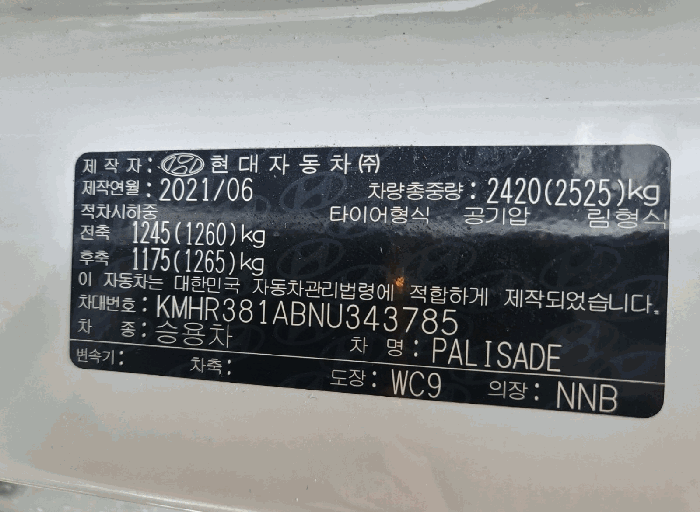 제 작 자 : 현대자동차㈜
제작연월 : 2021/06 차량총중량 : 2420(2525)kg
적차시하중 타이어형식 공기압 림형식
전축 1245(1260)kg
후축 1175(1265)kg
이 자동차는 대한민국 자동차관리법령에 적합하게 제작되었습니다.
차대번호 : KMHR381ABNU343785
차 종 : 승용차 차 명 : PALISADE
변속기 : 차축 : 도장 : WC9 의장 : NNB